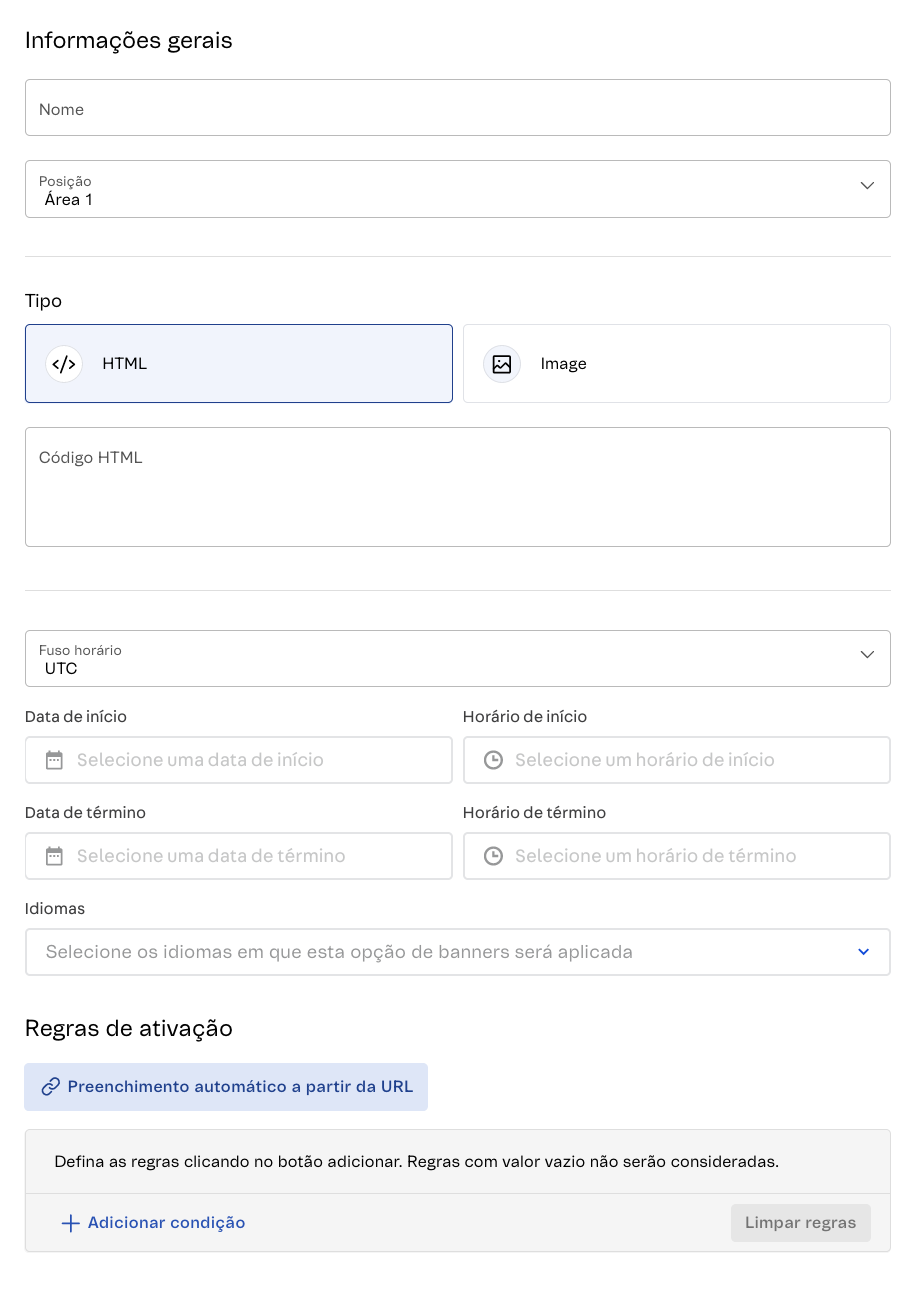 Informações gerais
Nome
Posição
Área 1
Tipo
HTML
Image
Código HTML
Fuso horário
UTC
Data de início
Horário de início
Selecione uma data de início
Selecione um horário de início
Data de término
Horário de término
Selecione uma data de término
Selecione um horário de término
Idiomas
Selecione os idiomas em que esta opção de banners será aplicada
Regras de ativação
Preenchimento automático a partir da URL
Defina as regras clicando no botão adicionar. Regras com valor vazio não serão consideradas.
Adicionar condição
Limpar regras